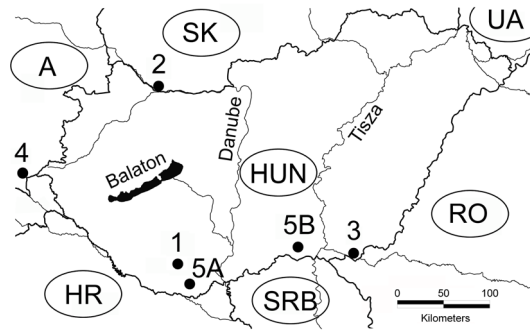 SK
UA
A
2
4
Balaton
Danube
Tisza
HUN
RO
1
5A
5B
3
HR
SRB
0 50 100
Kilometers